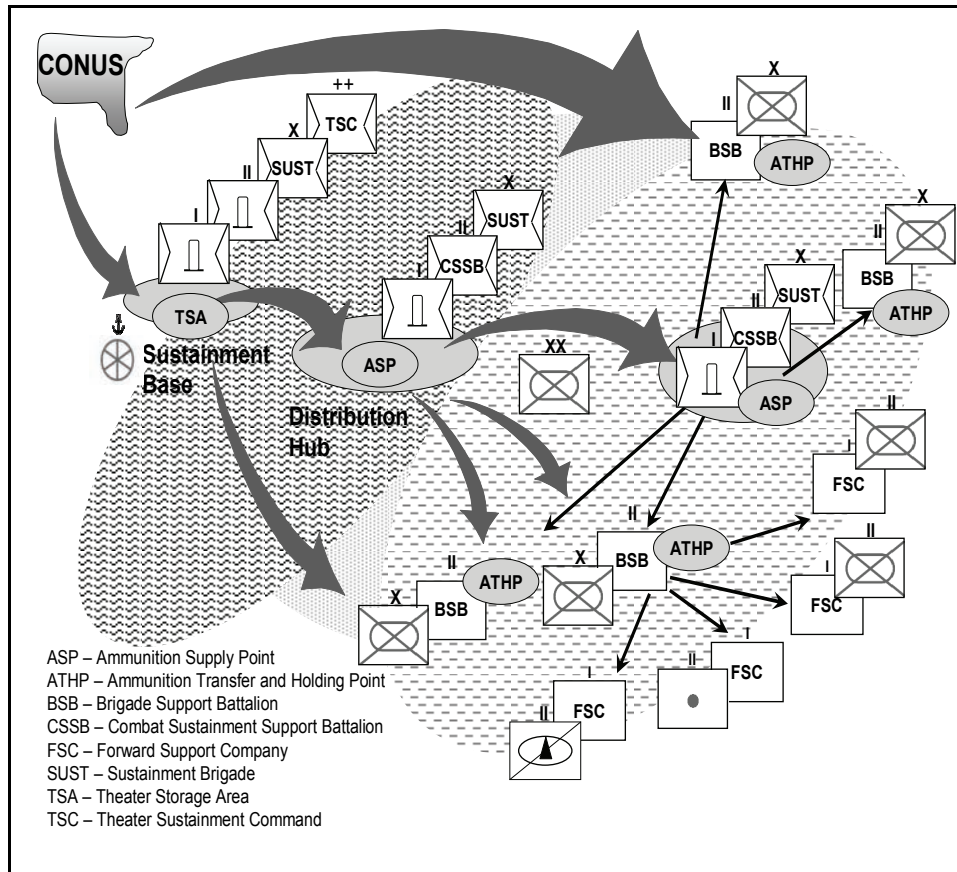 CONUS
++
TSC
X
SUST
II
I
TSA
Sustainment
Base
X
SUST
II
CSSB
I
ASP
Distribution
Hub
XX
X
II
BSB
ATHP
X
II
BSB
ATHP
X
SUST
II
CSSB
I
ASP
II
I
FSC
II
I
FSC
II
BSB
ATHP
X
II
BSB
ATHP
X
I
FSC
II
I
FSC
II
ASP – Ammunition Supply Point
ATHP – Ammunition Transfer and Holding Point
BSB – Brigade Support Battalion
CSSB – Combat Sustainment Support Battalion
FSC – Forward Support Company
SUST – Sustainment Brigade
TSA – Theater Storage Area
TSC – Theater Sustainment Command